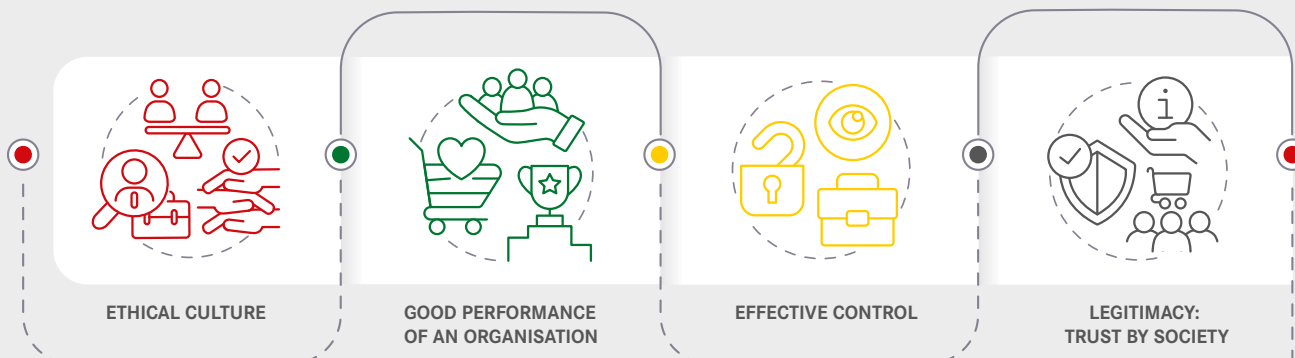 i
ETHICAL CULTURE
GOOD PERFORMANCE
OF AN ORGANISATION
EFFECTIVE CONTROL
LEGITIMACY:
TRUST BY SOCIETY